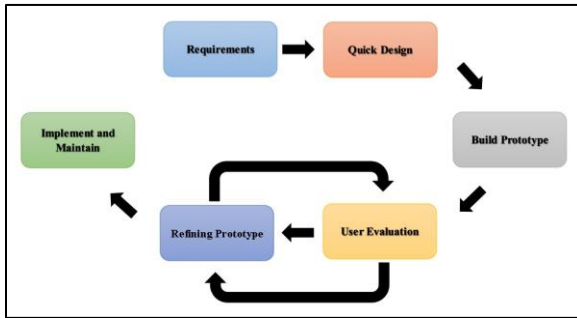 Requirements
Quick Design
Build Prototype
User Evaluation
Refining Prototype
Implement and
Maintain